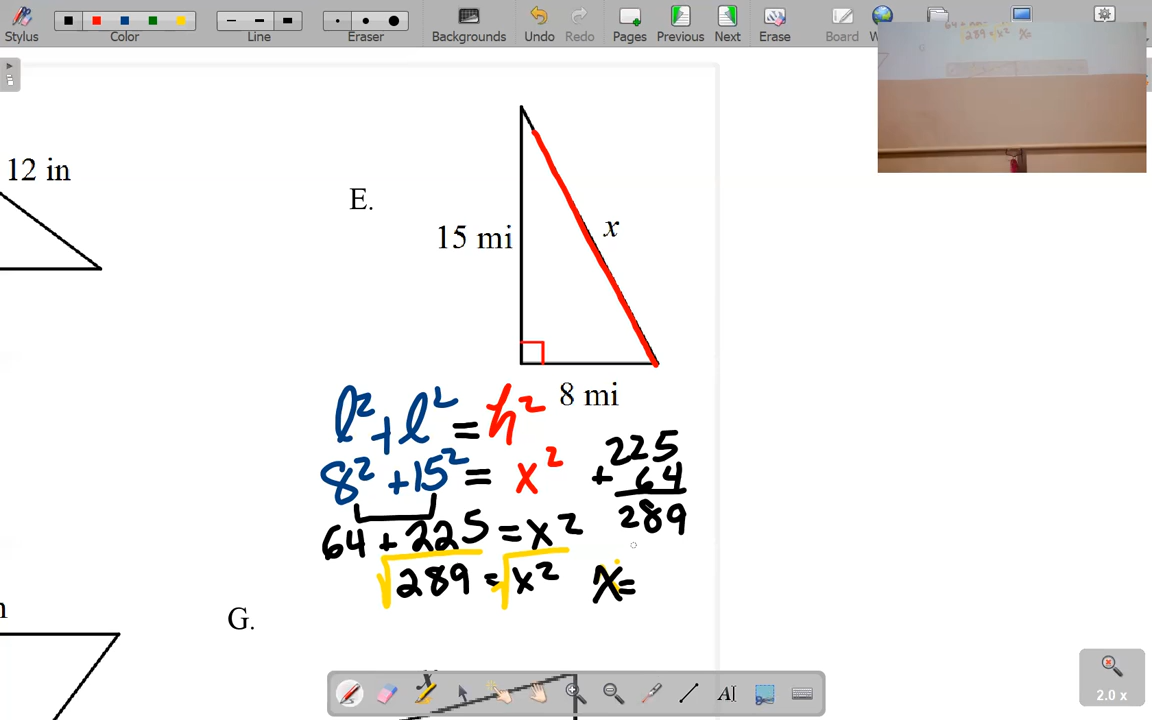 Stylus Color Line Eraser Backgrounds Undo Redo Pages Previous Next Erase Board
12 in
E.
15 mi
x
8 mi
l² + l² = h²
8² + 15² = x²
64 + 225 = x²
√289 = √x²
225
+ 64
289
x=
G.
2.0 x